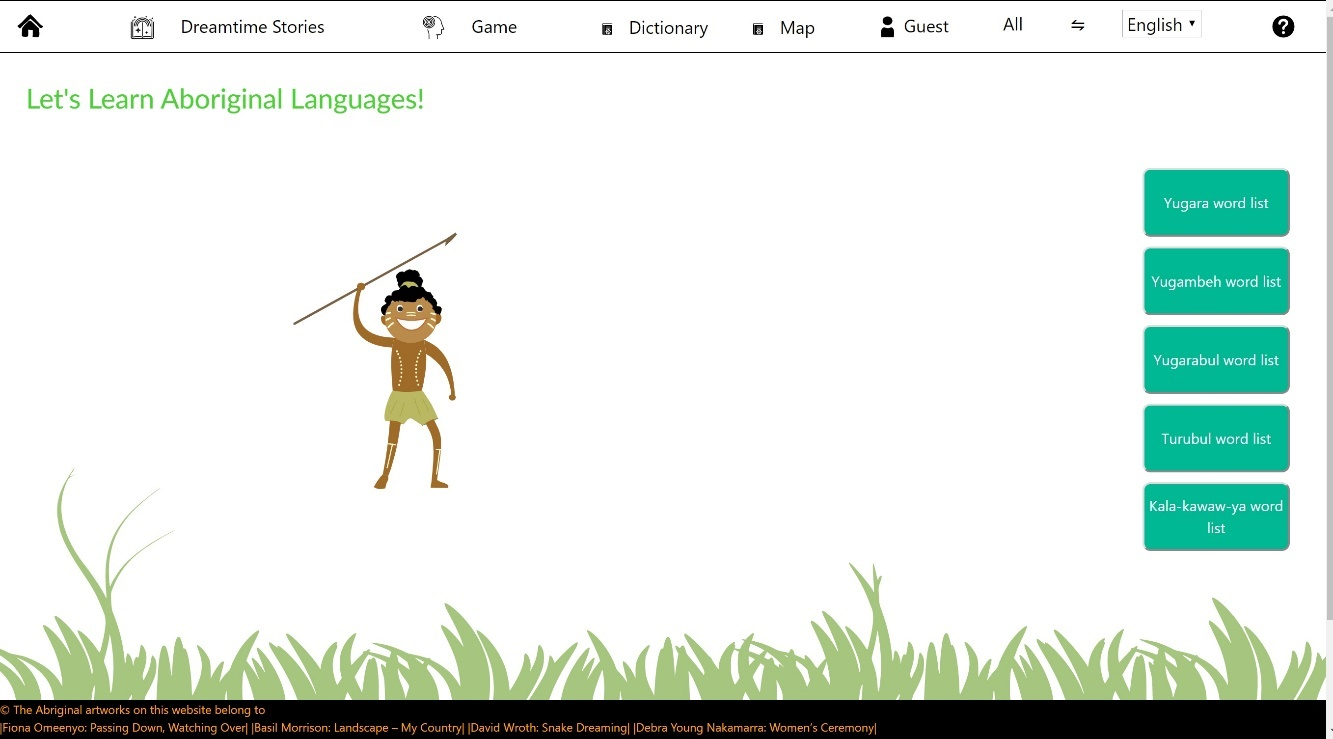 Dreamtime Stories Game Dictionary Map Guest All English
Let's Learn Aboriginal Languages!
Yugara word list
Yugambeh word list
Yugarabul word list
Turubul word list
Kala-kawaw-ya word
list
© The Abriginal artworks on this website belong to
|Fiona Omeenyo: Passing Down, Watching Over| |Basil Morrison: Landscape – My Country| |David Wroth: Snake Dreaming| |Debra Young Nakamarra: Women's Ceremony|